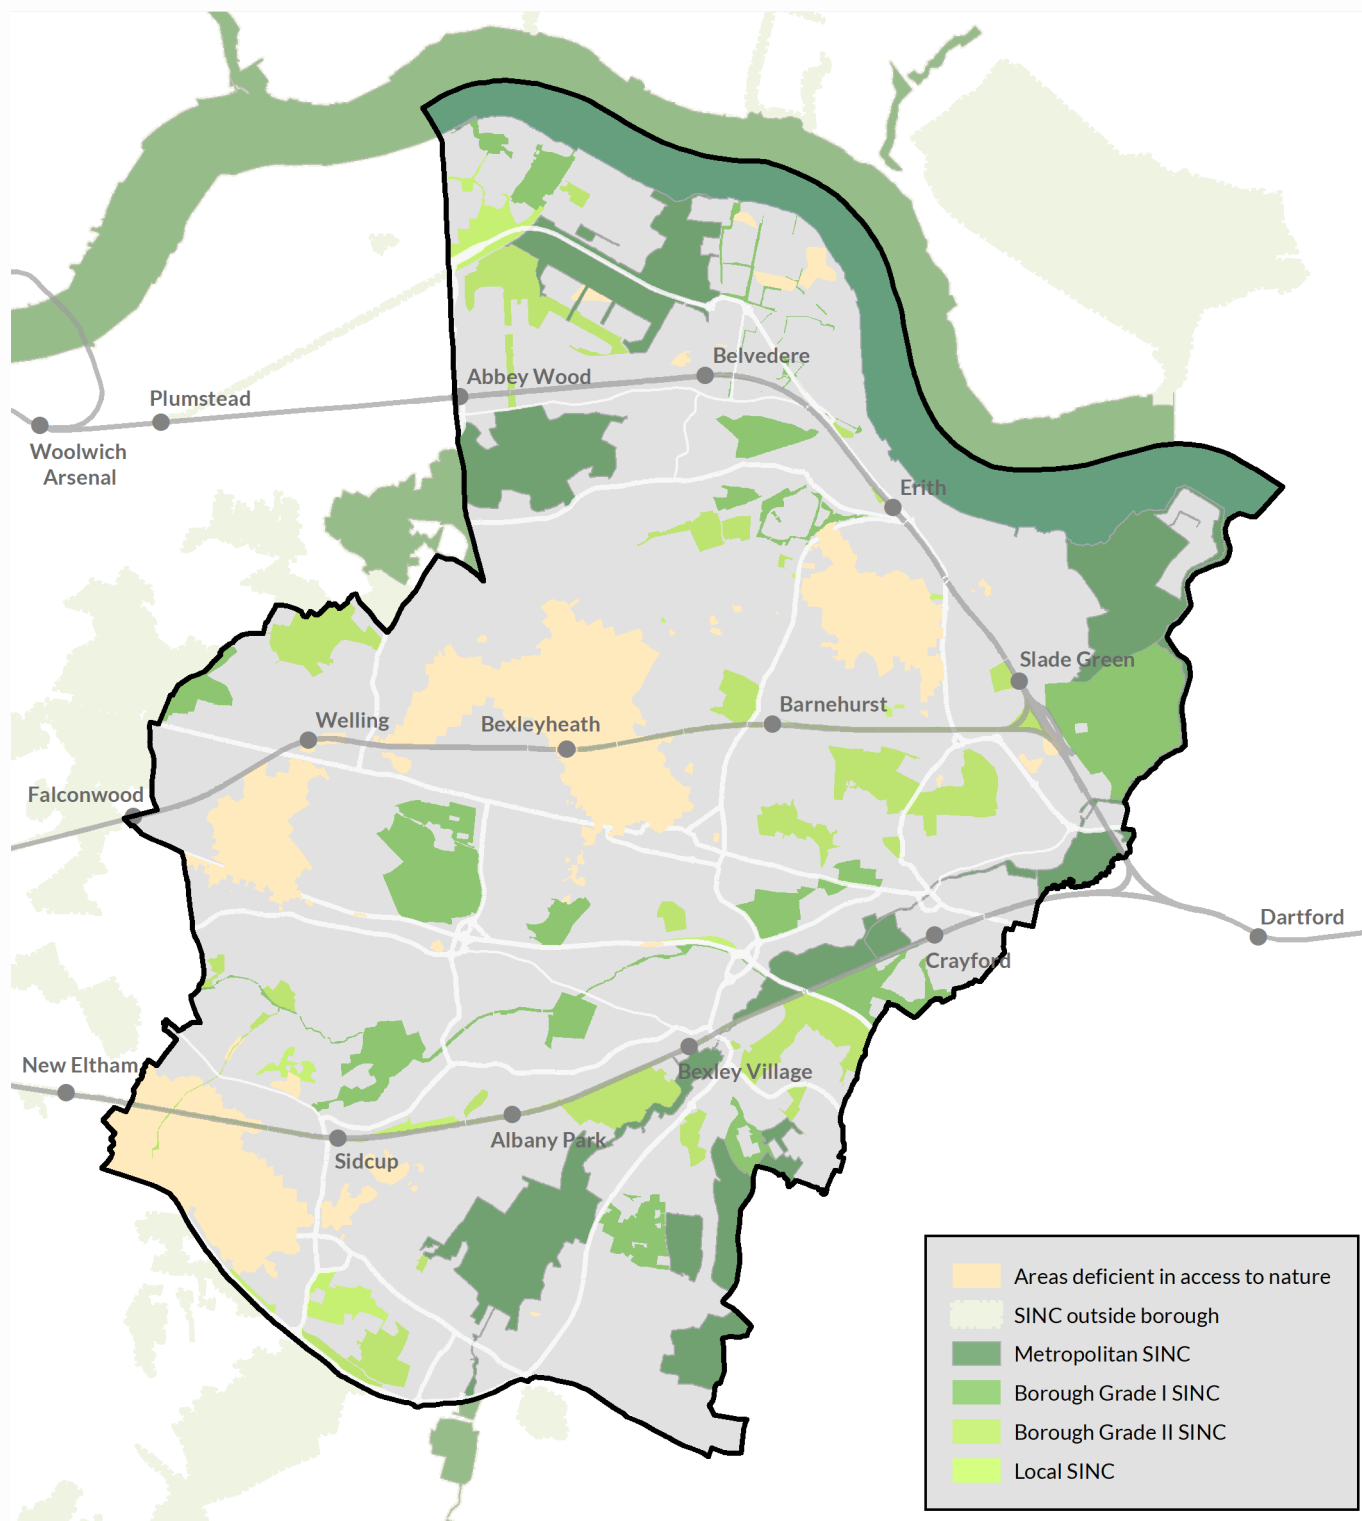 Belvedere
Abbey Wood
Plumstead
Woolwich
Arsenal
Erith
Slade Green
Barnehurst
Welling
Bexleyheath
Falconwood
Dartford
Crayford
New Eltham
Bexley Village
Albany Park
Sidcup
Areas deficient in access to nature
SINC outside borough
Metropolitan SINC
Borough Grade I SINC
Borough Grade II SINC
Local SINC